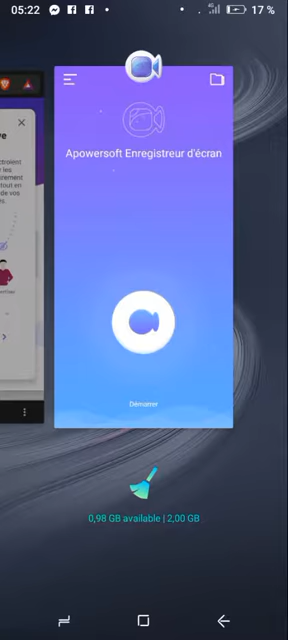 05:22
17 %
Apowersoft Enregistreur d'écran
Démarrer
0,98 GB available | 2,00 GB